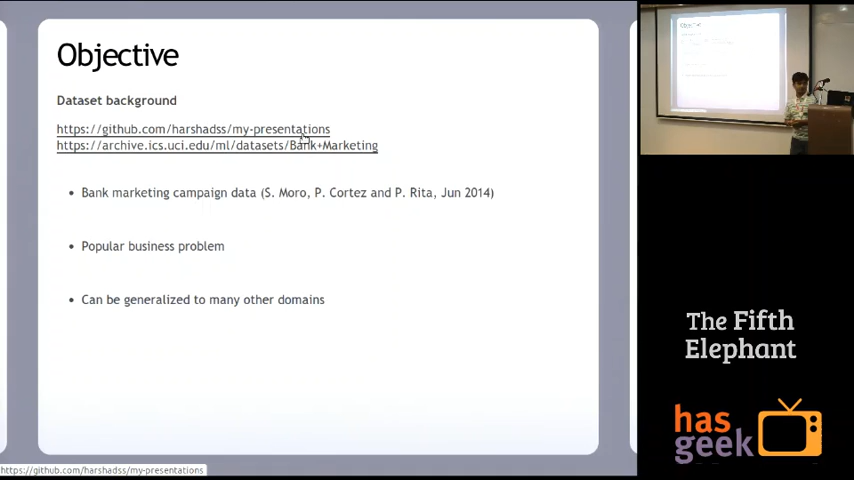 Objective
Dataset background
https://github.com/harshadss/my-presentations
https://archive.ics.uci.edu/ml/datasets/Bank+Marketing
• Bank marketing campaign data (S. Moro, P. Cortez and P. Rita, Jun 2014)
• Popular business problem
• Can be generalized to many other domains
https://github.com/harshadss/my-presentations
The Fifth
Elephant
has
geek